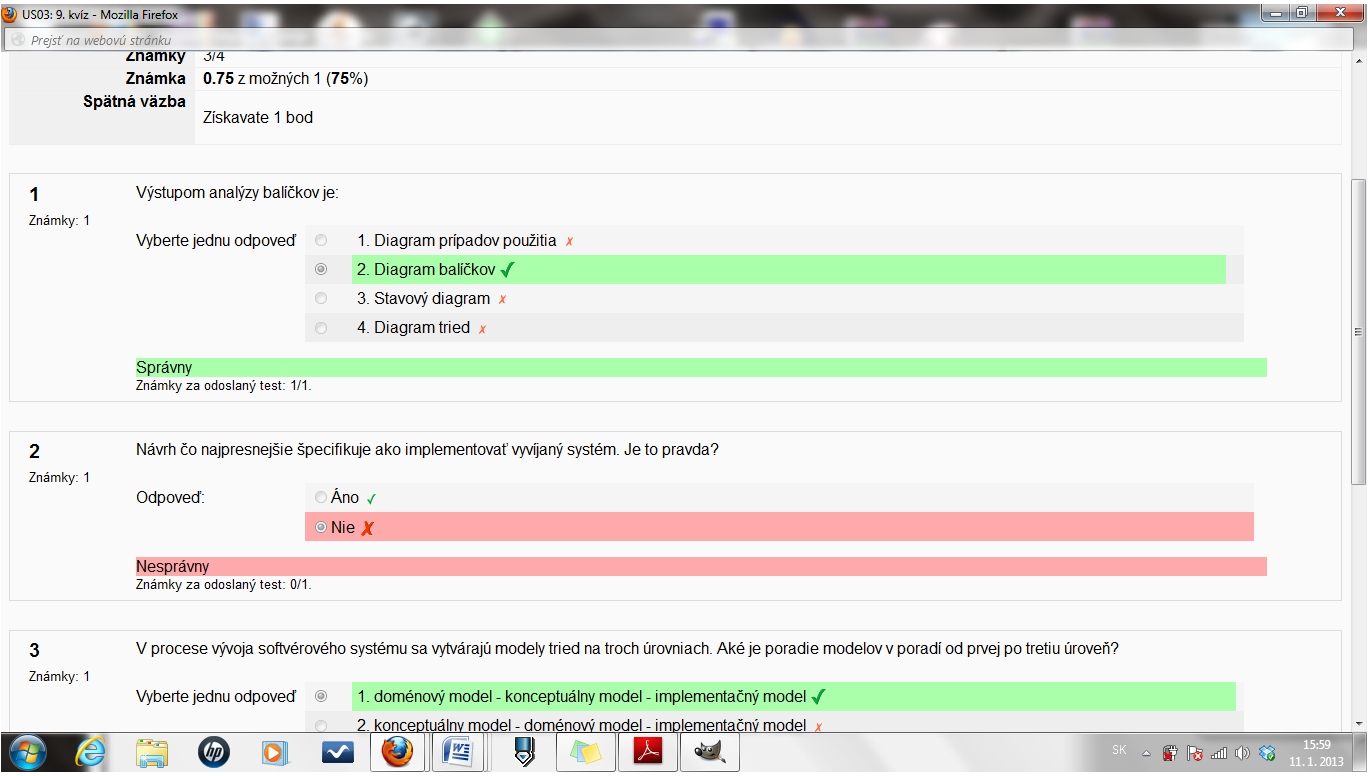 US03: 9. kvíz - Mozilla Firefox
Prejsť na webovú stránku
Známky 3/4
Známka 0.75 z možných 1 (75%)
Spätná väzba
Získavate 1 bod
1
Výstupom analýzy balíčkov je:
Známky: 1
Vyberte jednu odpoveď
1. Diagram prípadov použitia ✗
2. Diagram balíčkov ✓
3. Stavový diagram ✗
4. Diagram tried ✗
Správny
Známky za odoslaný test: 1/1.
2
Návrh čo najpresnejšie špecifikuje ako implementovať vyvíjaný systém. Je to pravda?
Známky: 1
Odpoveď:
Áno ✓
Nie ✗
Nesprávny
Známky za odoslaný test: 0/1.
3
V procese vývoja softvérového systému sa vytvárajú modely tried na troch úrovniach. Aké je poradie modelov v poradí od prvej po tretiu úroveň?
Známky: 1
Vyberte jednu odpoveď
1. doménový model - konceptuálny model - implementačný model ✓
2. konceptuálny model - doménový model - implementačný model ✗
hp
SK
15:59
11. 1. 2013